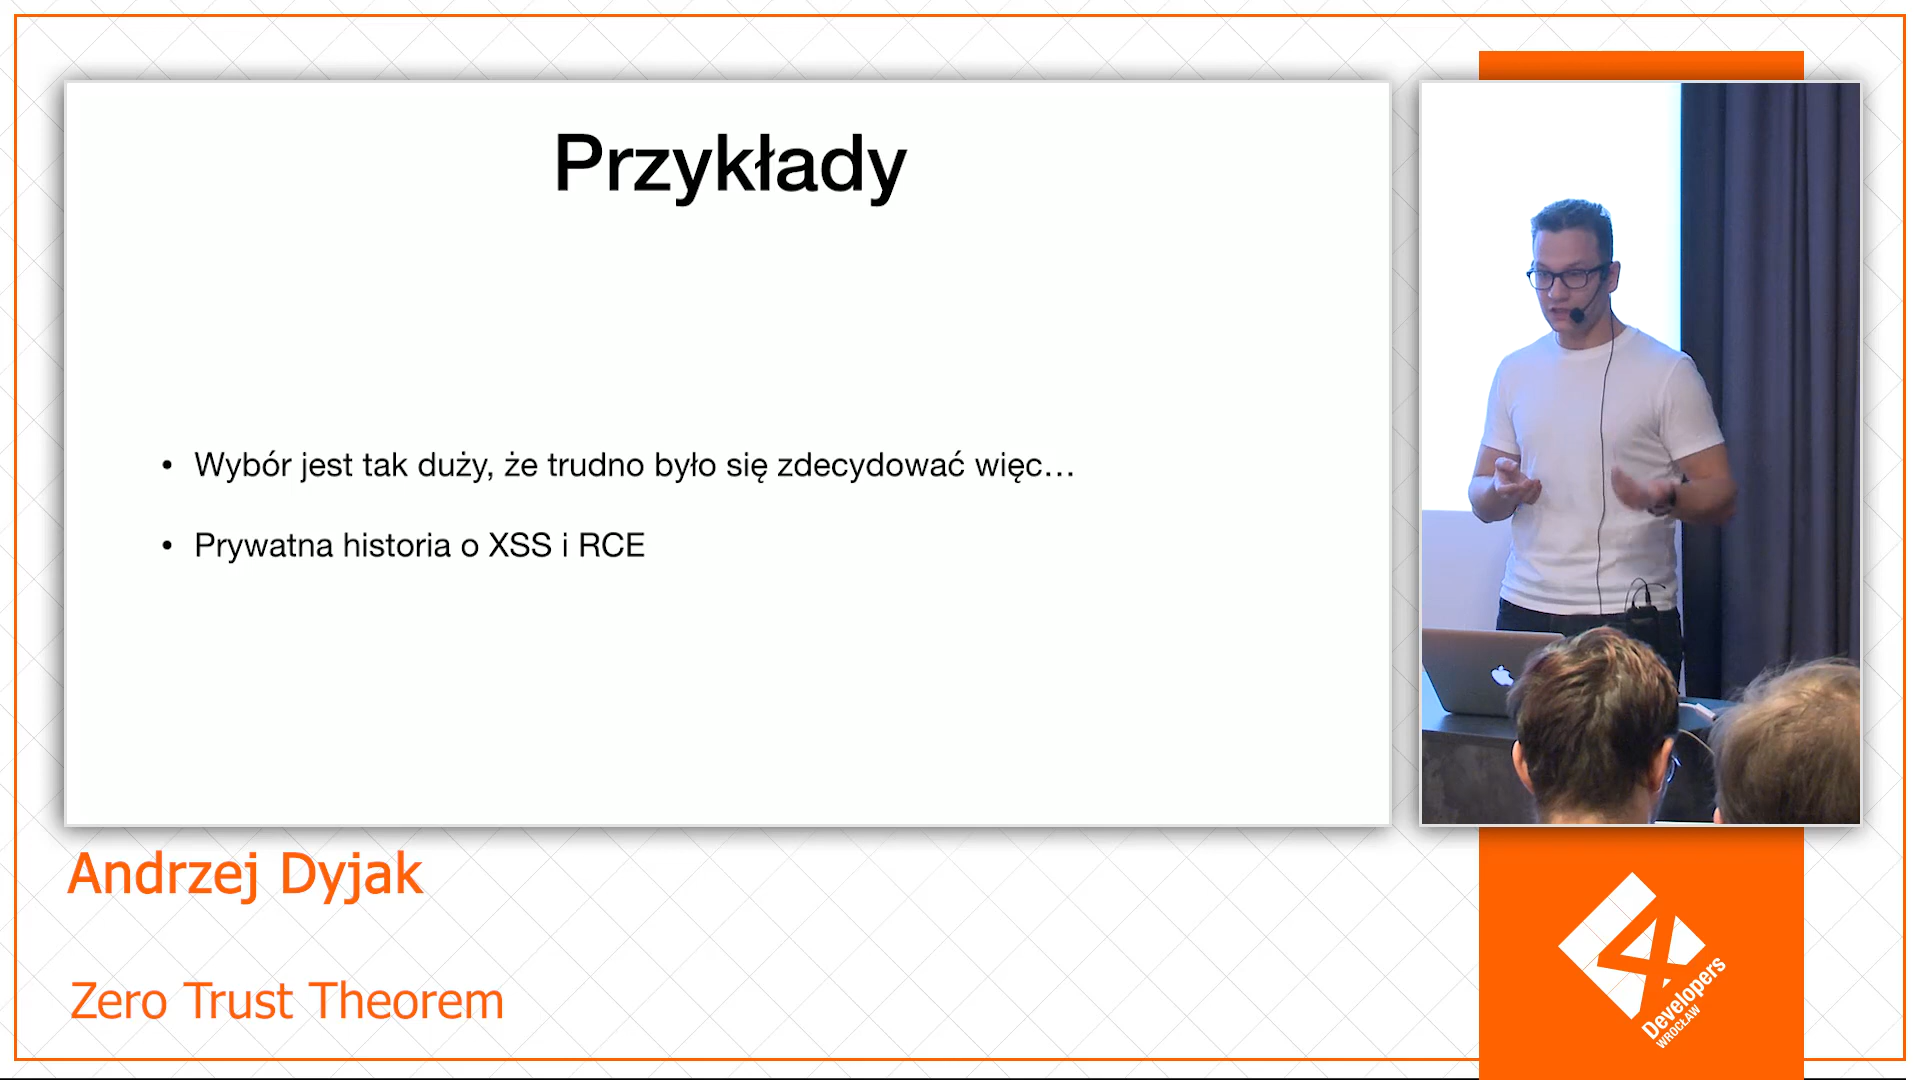 Przykłady
• Wybór jest tak duży, że trudno było się zdecydować więc…
• Prywatna historia o XSS i RCE
Andrzej Dyjak
Zero Trust Theorem
4
Developers
WROCŁAW